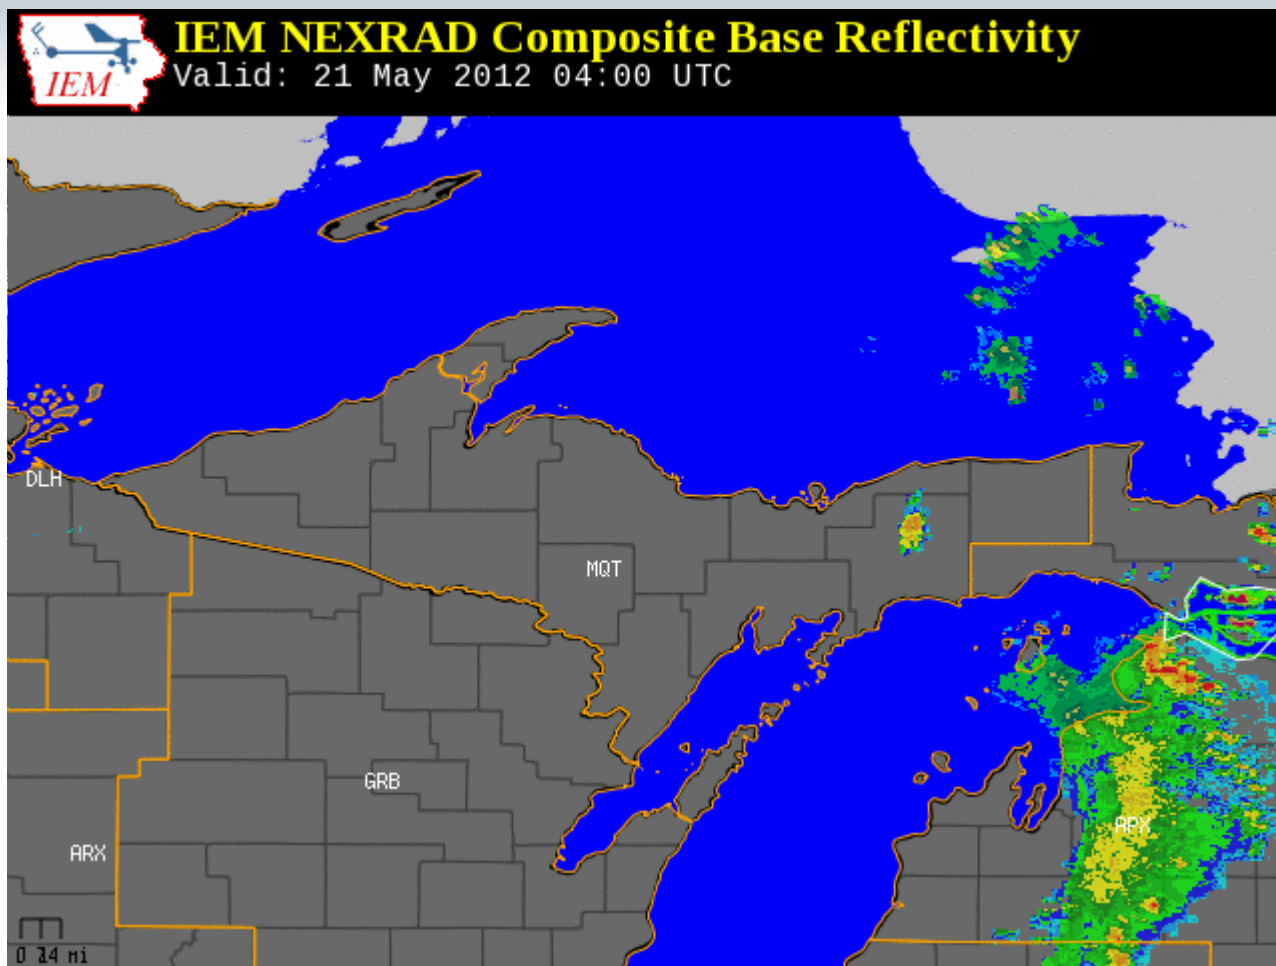 IEM NEXRAD Composite Base Reflectivity
Valid: 21 May 2012 04:00 UTC
IEM
DLH
MQT
GRB
APX
ARX
mi